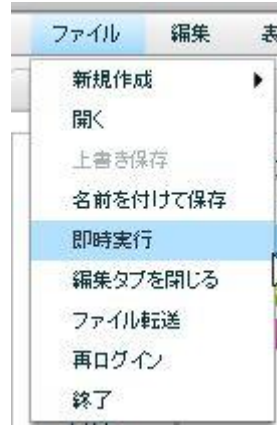 ファイル 編集
新規作成
開く
上書き保存
名前を付けて保存
即時実行
編集タブを閉じる
ファイル転送
再ログイン
終了